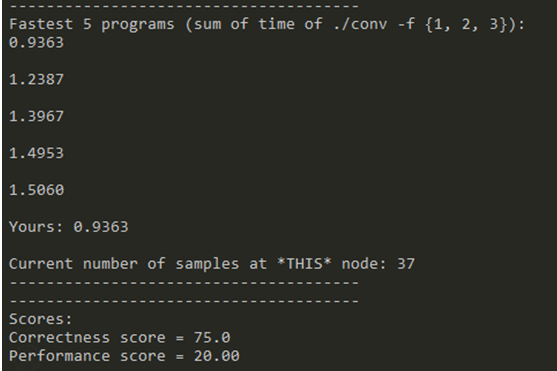 -------------------------------------
Fastest 5 programs (sum of time of ./conv -f {1, 2, 3}):
0.9363
1.2387
1.3967
1.4953
1.5060
Yours: 0.9363
Current number of samples at *THIS* node: 37
-------------------------------------
-------------------------------------
Scores:
Correctness score = 75.0
Performance score = 20.00